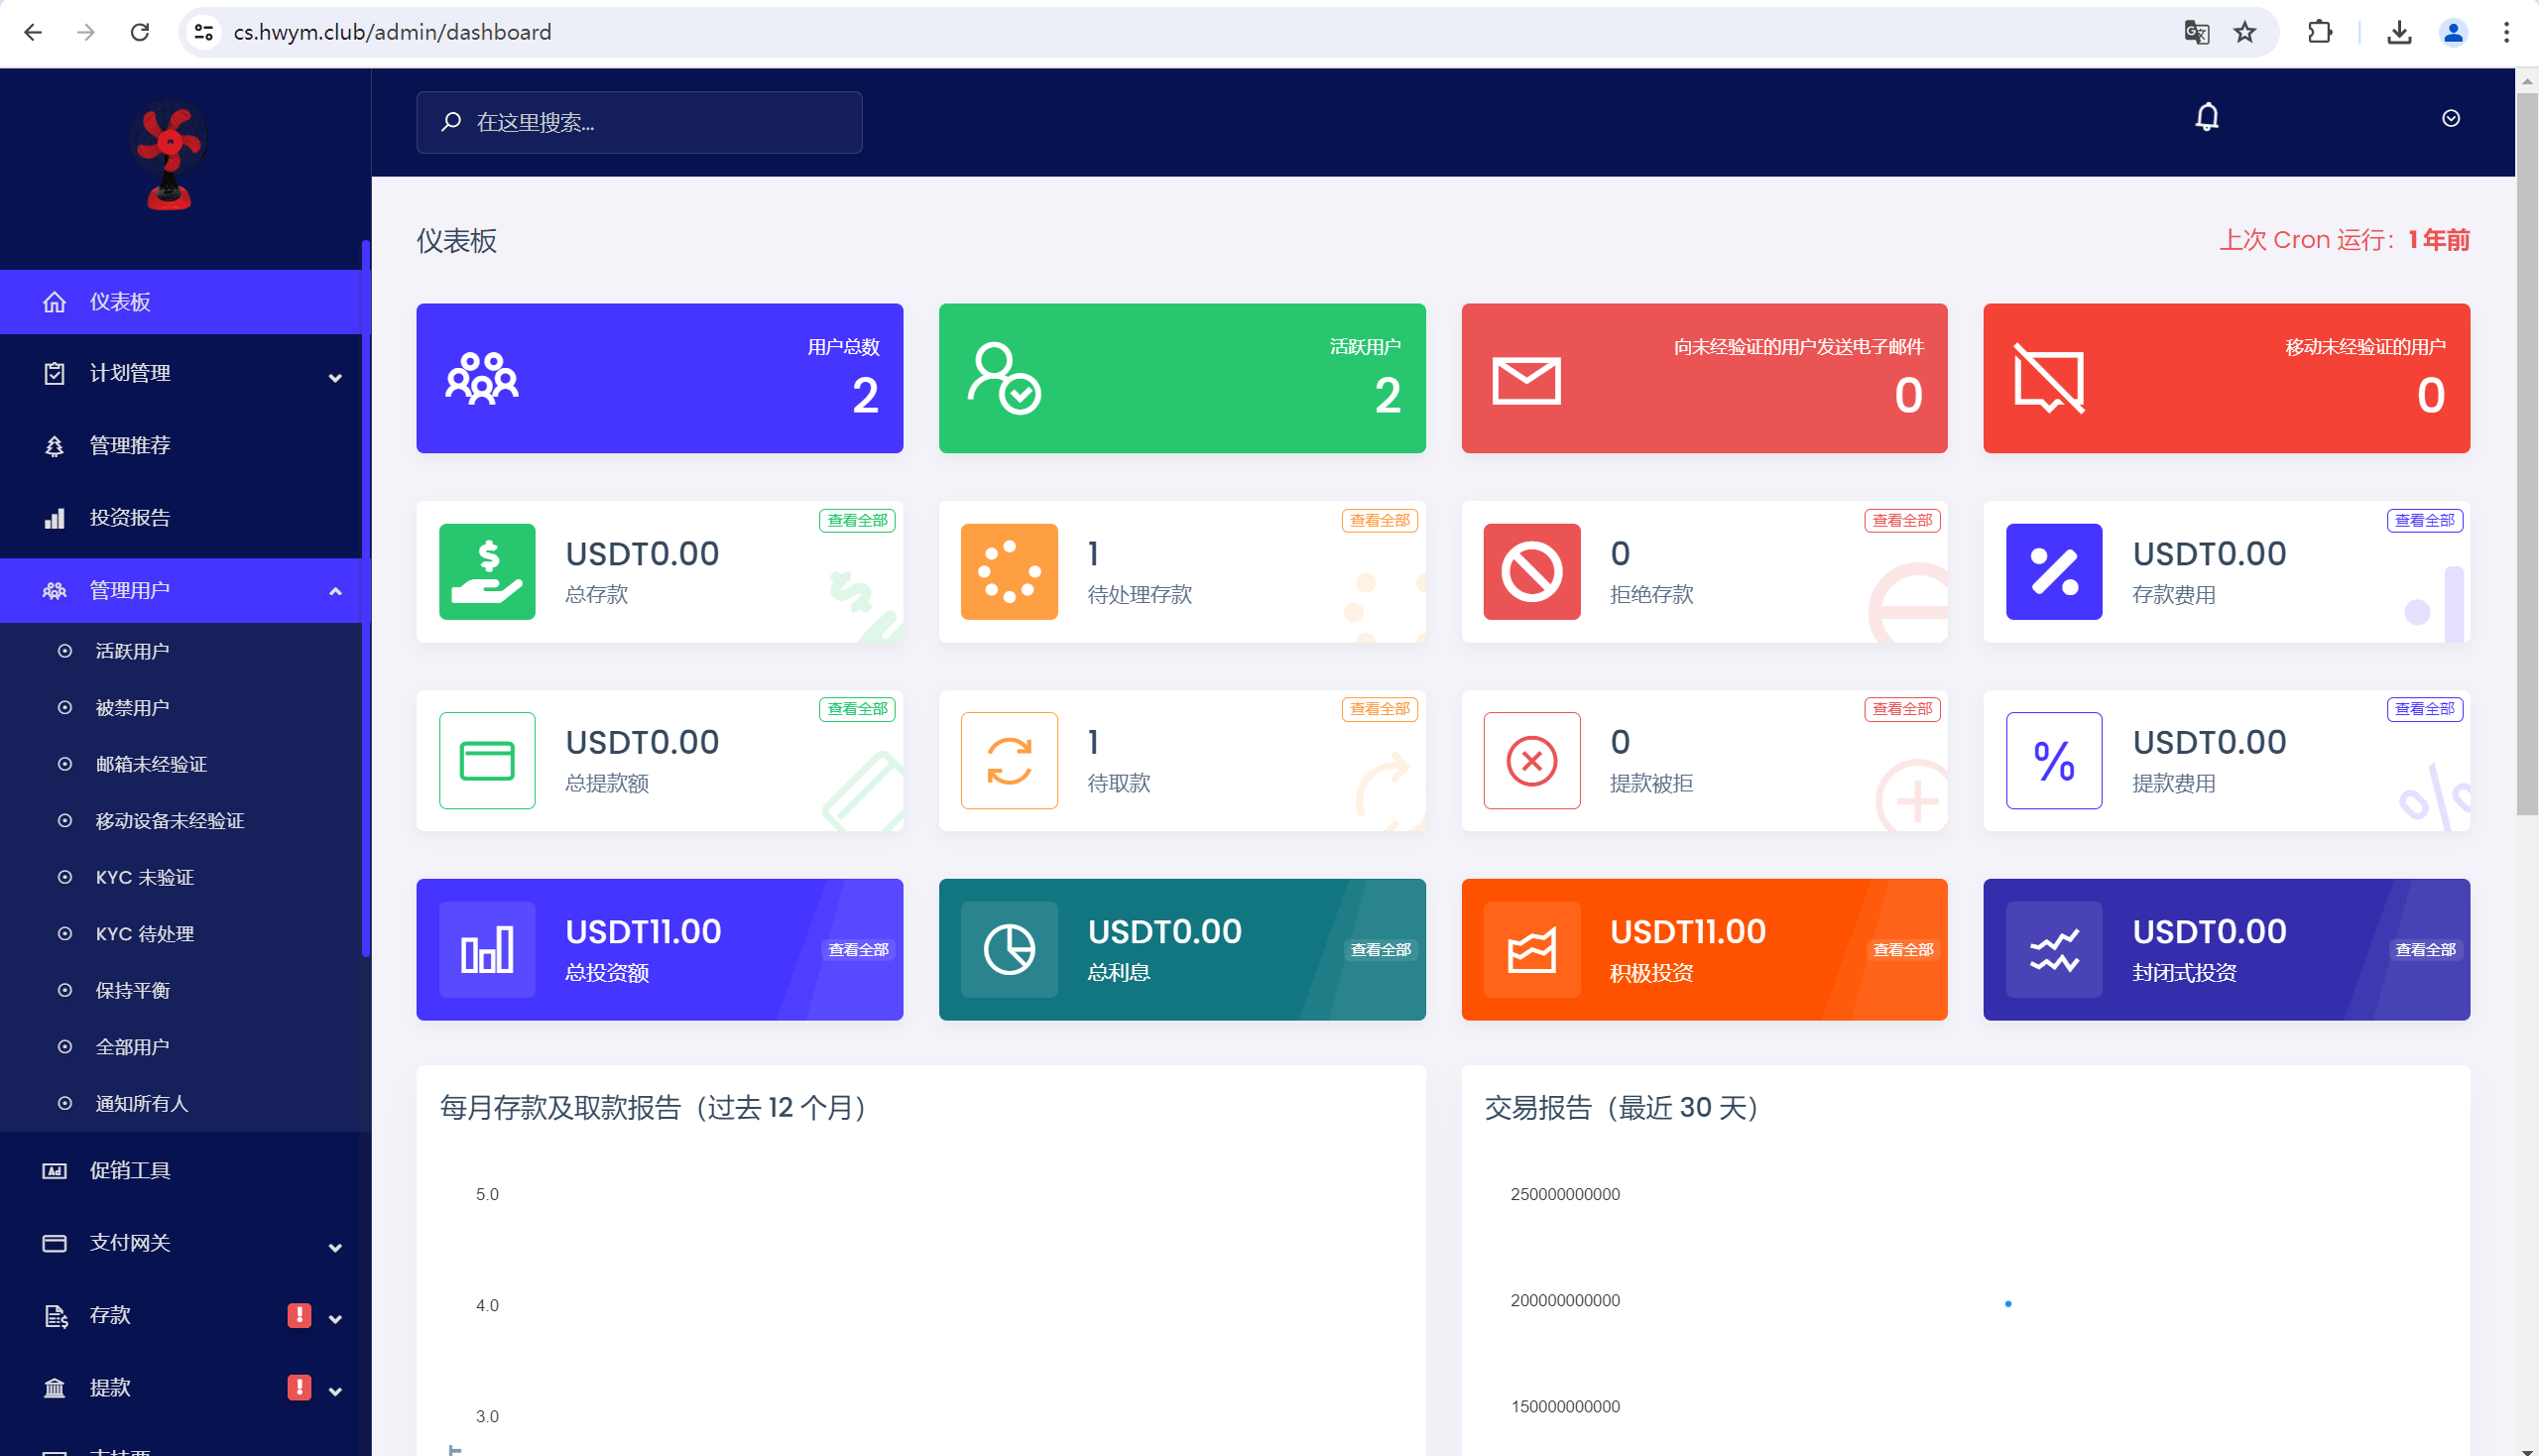 cs.hwym.club/admin/dashboard
在这里搜索...
仪表板
上次 Cron 运行：1 年前
仪表板
计划管理
管理推荐
投资报告
管理用户
活跃用户
被禁用户
邮箱未经验证
移动设备未经验证
KYC 未验证
KYC 待处理
保持平衡
全部用户
通知所有人
Ad
促销工具
支付网关
存款
!
提款
!
用户总数
2
活跃用户
2
向未经验证的用户发送电子邮件
0
移动未经验证的用户
0
查看全部
USDT0.00
总存款
查看全部
1
待处理存款
查看全部
0
拒绝存款
查看全部
USDT0.00
存款费用
查看全部
USDT0.00
总提款额
查看全部
1
待取款
查看全部
0
提款被拒
查看全部
USDT0.00
提款费用
USDT11.00
总投资额
查看全部
USDT0.00
总利息
查看全部
USDT11.00
积极投资
查看全部
USDT0.00
封闭式投资
查看全部
每月存款及取款报告（过去 12 个月）
5.0
4.0
3.0
交易报告（最近 30 天）
250000000000
200000000000
150000000000